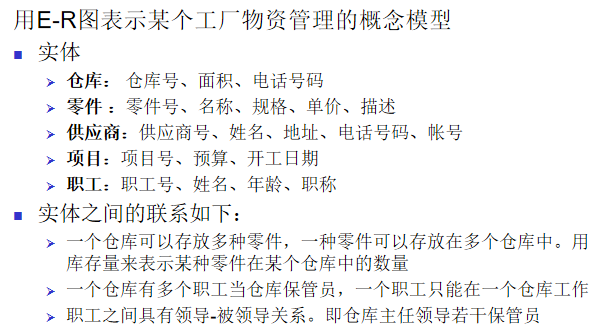 用E-R图表示某个工厂物资管理的概念模型
实体
仓库： 仓库号、面积、电话号码
零件 ：零件号、名称、规格、单价、描述
供应商：供应商号、姓名、地址、电话号码、帐号
项目：项目号、预算、开工日期
职工：职工号、姓名、年龄、职称
实体之间的联系如下：
一个仓库可以存放多种零件，一种零件可以存放在多个仓库中。用
库存量来表示某种零件在某个仓库中的数量
一个仓库有多个职工当仓库保管员，一个职工只能在一个仓库工作
职工之间具有领导-被领导关系。即仓库主任领导若干保管员